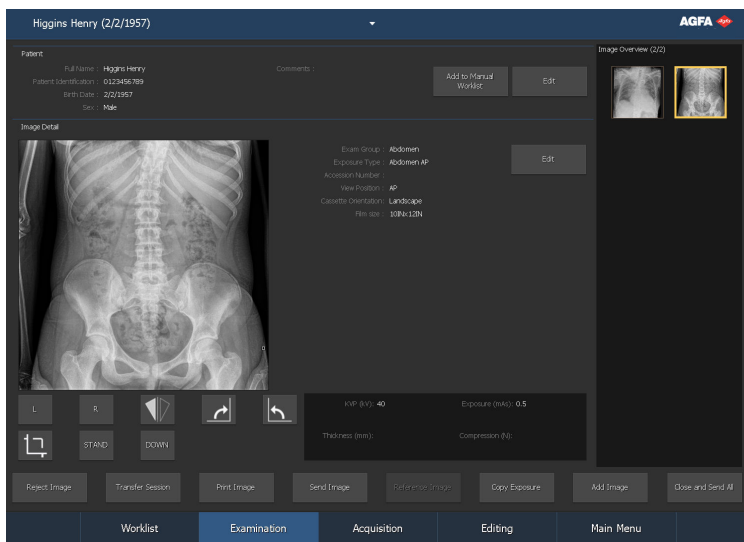 Higgins Henry (2/2/1957)
AGFA
Patient
Full Name : Higgins Henry
Comments :
Patient Identification : 0123456789
Birth Date : 2/2/1957
Sex : Male
Add to Manual
Worklist
Edit
Image Overview (2/2)
Image Detail
Exam Group : Abdomen
Exposure Type : Abdomen AP
Accession Number :
View Position : AP
Cassette Orientation: Landscape
Film size : 10INx12IN
Edit
L
R
STAND
DOWN
KVP (kV): 40
Exposure (mAs): 0.5
Thickness (mm):
Compression (N):
Reject Image
Transfer Session
Print Image
Send Image
Reference Image
Copy Exposure
Add Image
Close and Send All
Worklist
Examination
Acquisition
Editing
Main Menu